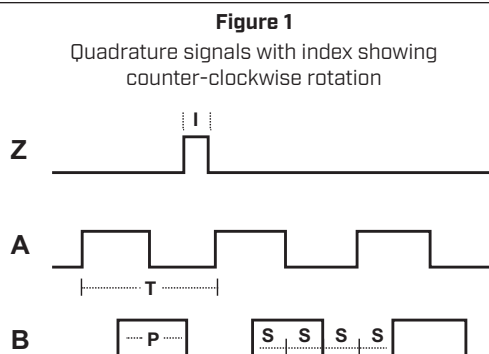 Figure 1
Quadrature signals with index showing
counter-clockwise rotation
I
Z
A
T
B
P
S S S S